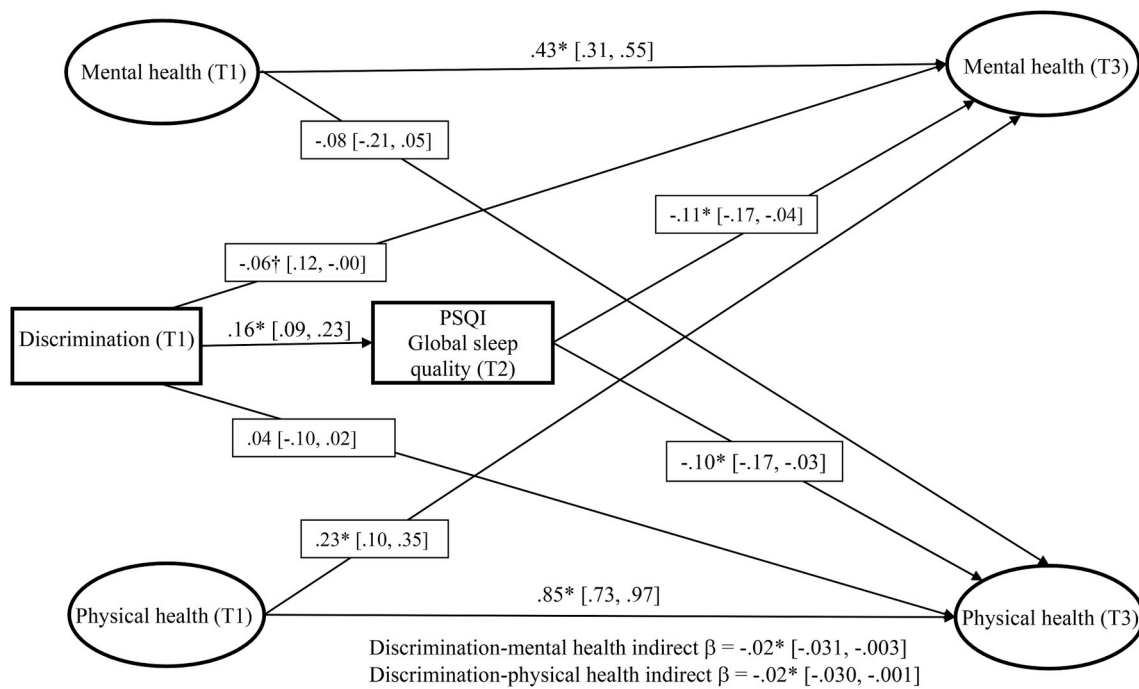 Mental health (T1)
.43* [.31, .55]
Mental health (T3)
-.08 [-.21, .05]
-.11* [-.17, -.04]
-.06† [.12, -.00]
Discrimination (T1)
.16* [.09, .23]
PSQI
Global sleep
quality (T2)
.04 [-.10, .02]
-.10* [-.17, -.03]
.23* [.10, .35]
Physical health (T1)
.85* [.73, .97]
Physical health (T3)
Discrimination-mental health indirect β = -.02* [-.031, -.003]
Discrimination-physical health indirect β = -.02* [-.030, -.001]